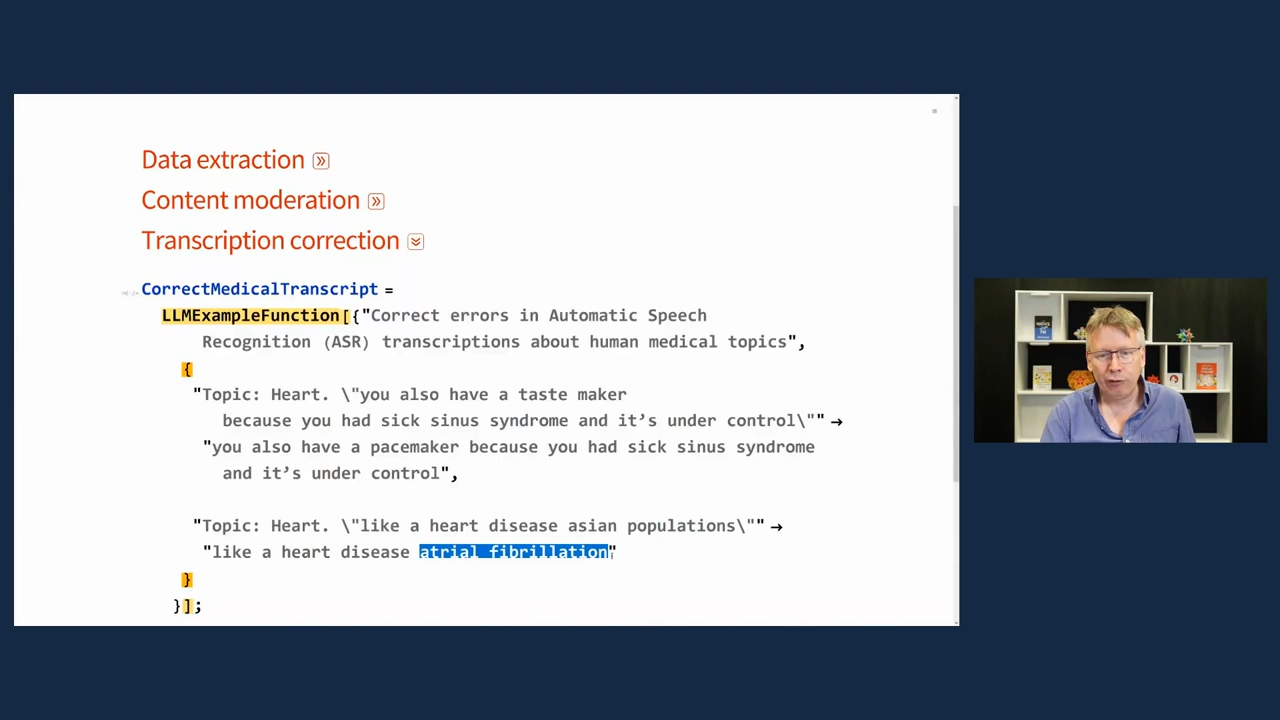 Data extraction
Content moderation
Transcription correction
CorrectMedicalTranscript =
LLMExampleFunction[{"Correct errors in Automatic Speech
Recognition (ASR) transcriptions about human medical topics",
{
"Topic: Heart. \"you also have a taste maker
because you had sick sinus syndrome and it’s under control\"" →
"you also have a pacemaker because you had sick sinus syndrome
and it’s under control",
"Topic: Heart. \"like a heart disease asian populations\"" →
"like a heart disease atrial fibrillation"
}
}];